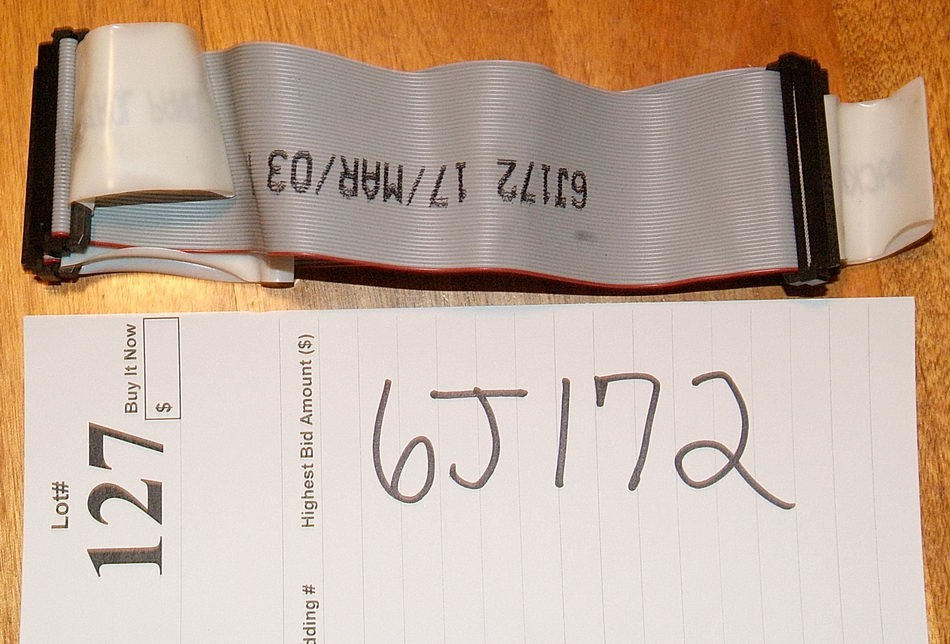 6J172 17/MAR/03
6J172
Lot#
127
Buy It Now
$
Highest Bid Amount ($)